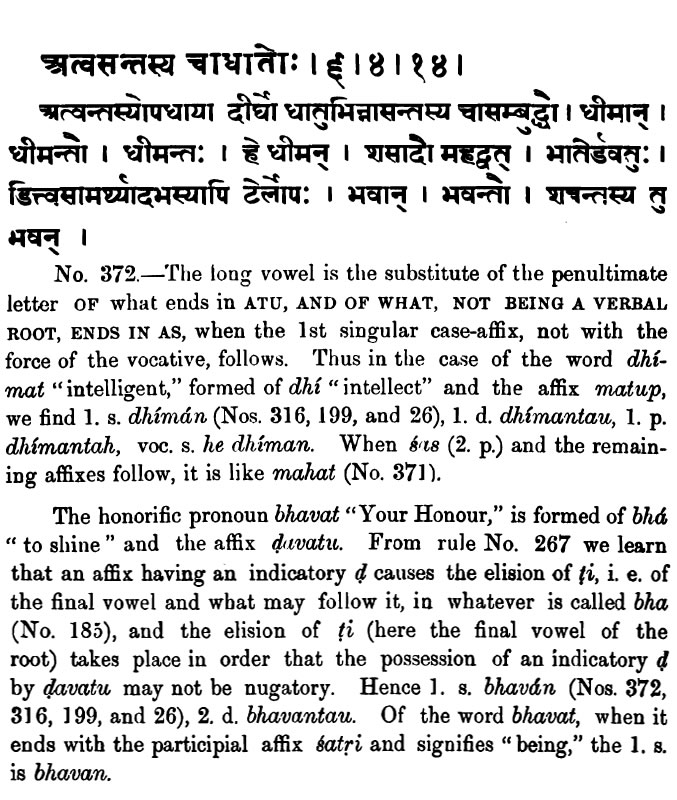 अत्वसन्तस्य चाधातोः । ६ । ४ । १४ ।
अत्वन्तस्योपधाया दीर्घो धातुभिन्नासन्तस्य चासम्बुद्धौ । धीमान् ।
धीमन्तौ । धीमन्तः । हे धीमन् । शसादौ महद्वत् । भातेर्डवतुः ।
डित्त्वसामर्थ्यादभस्यापि टेर्लोपः । भवान् । भवन्तौ । शत्रन्तस्य तु
भवन् ।
No. 372.—The long vowel is the substitute of the penultimate
letter OF what ends in ATU, AND OF WHAT, NOT BEING A VERBAL
ROOT, ENDS IN AS, when the 1st singular case-affix, not with the
force of the vocative, follows. Thus in the case of the word dhí-
mat “intelligent,” formed of dhí “intellect” and the affix matup,
we find 1. s. dhímán (Nos. 316, 199, and 26), 1. d. dhímantau, 1. p.
dhímantah, voc. s. he dhíman. When śas (2. p.) and the remain-
ing affixes follow, it is like mahat (No. 371).
The honorific pronoun bhavat “Your Honour,” is formed of bhá
“to shine” and the affix ḍavatu. From rule No. 267 we learn
that an affix having an indicatory ḍ causes the elision of ṭi, i. e. of
the final vowel and what may follow it, in whatever is called bha
(No. 185), and the elision of ṭi (here the final vowel of the
root) takes place in order that the possession of an indicatory ḍ
by ḍavatu may not be nugatory. Hence 1. s. bhaván (Nos. 372,
316, 199, and 26), 2. d. bhavantau. Of the word bhavat, when it
ends with the participial affix śatṛi and signifies “being,” the 1. s.
is bhavan.